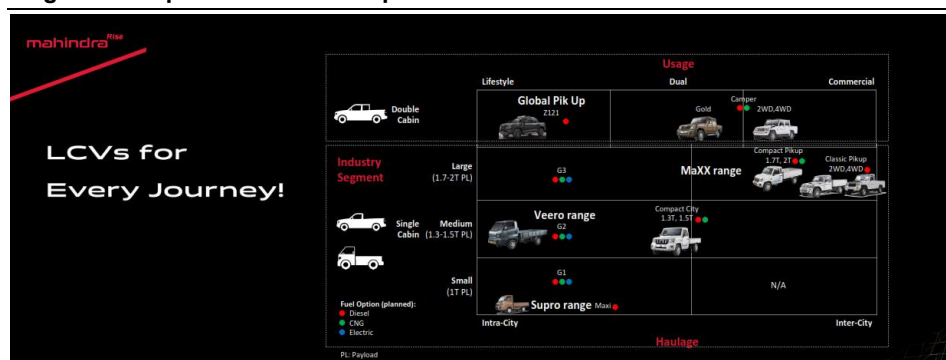 mahindra Rise
LCVs for
Every Journey!
Usage
Lifestyle
Dual
Commercial
Double
Cabin
Global Pik Up
Z121
Gold
Camper
2WD,4WD
Industry
Segment
Large
(1.7-2T PL)
G3
MaXX range
Compact Pikup
1.7T, 2T
Classic Pikup
2WD,4WD
Single
Cabin
Medium
(1.3-1.5T PL)
Veero range
G2
Compact City
1.3T, 1.5T
Small
(1T PL)
G1
Supro range Maxi
N/A
Fuel Option (planned):
Diesel
CNG
Electric
Intra-City
Inter-City
Haulage
PL: Payload